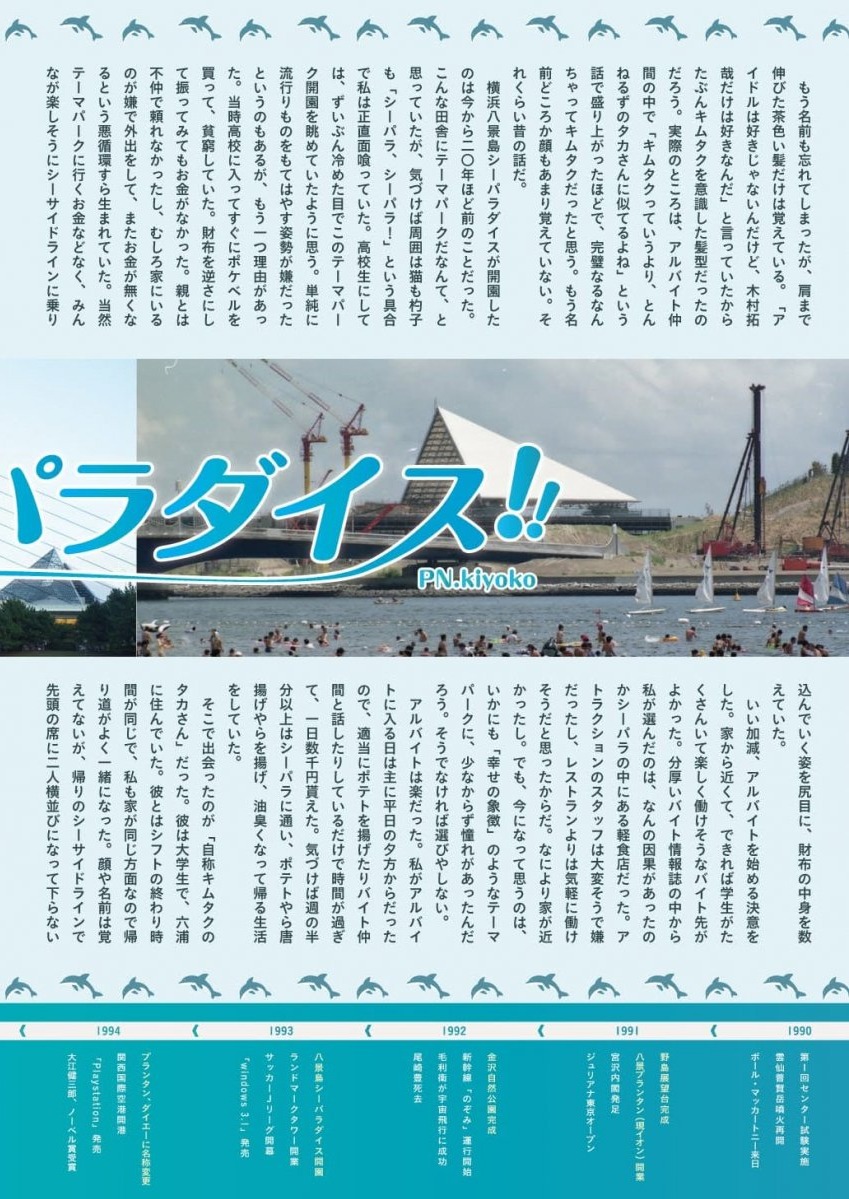 もう名前も忘れてしまったが、肩まで
伸びた茶色い髪だけは覚えている。「ア
イドルは好きじゃないんだけど、木村拓
哉だけは好きなんだ」と言っていたから
たぶんキムタクを意識した髪型だったの
だろう。実際のところは、アルバイト仲
間の中で「キムタクっていうより、とん
ねるずのタカさんに似てるよね」という
話で盛り上がったほどで、完璧なるなん
ちゃってキムタクだったと思う。もう名
前どころか顔もあまり覚えていない。そ
れくらい昔の話だ。
横浜八景島シーパラダイスが開園した
のは今から二〇年ほど前のことだった。
こんな田舎にテーマパークだなんて、と
思っていたが、気づけば周囲は猫も杓子
も「シーパラ、シーパラ！」という具合
で私は正直面喰っていた。高校生にして
は、ずいぶん冷めた目でこのテーマパー
ク開園を眺めていたように思う。単純に
流行りものをもてはやす姿勢が嫌だった
というのもあるが、もう一つ理由があっ
た。当時高校に入ってすぐにポケベルを
買って、貧窮していた。財布を逆さにし
て振ってみてもお金がなかった。親とは
不仲で頼れなかったし、むしろ家にいる
のが嫌で外出をして、またお金が無くな
るという悪循環すら生まれていた。当然
テーマパークに行くお金などなく、みん
なが楽しそうにシーサイドラインに乗り
パラダイス!!
PN.kiyoko
込んでいく姿を尻目に、財布の中身を数
えていた。
いい加減、アルバイトを始める決意を
した。家から近くて、できれば学生がた
くさんいて楽しく働けそうなバイト先が
よかった。分厚いバイト情報誌の中から
私が選んだのは、なんの因果があったの
かシーパラの中にある軽食店だった。ア
トラクションのスタッフは大変そうで嫌
だったし、レストランよりは気軽に働け
そうだと思ったからだ。なにより家が近
かったし。でも、今になって思うのは、
いかにも「幸せの象徴」のようなテーマ
パークに、少なからず憧れがあったんだ
ろう。そうでなければ選びやしない。
アルバイトは楽だった。私がアルバイ
トに入る日は主に平日の夕方からだった
ので、適当にポテトを揚げたりバイト仲
間と話したりしているだけで時間が過ぎ
て、一日数千円貰えた。気づけば週の半
分以上はシーパラに通い、ポテトやら唐
揚げやらを揚げ、油臭くなって帰る生活
をしていた。
そこで出会ったのが「自称キムタクの
タカさん」だった。彼は大学生で、六浦
に住んでいた。彼とはシフトの終わり時
間が同じで、私も家が同じ方面なので帰
り道がよく一緒になった。顔や名前は覚
えてないが、帰りのシーサイドラインで
先頭の席に二人横並びになって下らない
1990
第1回センター試験実施
雲仙普賢岳噴火再開
ポール・マッカートニー来日
1991
野島展望台完成
八景プランタン（現イオン）開業
宮沢内閣発足
ジュリアナ東京オープン
1992
金沢自然公園完成
新幹線「のぞみ」運行開始
毛利衛が宇宙飛行に成功
尾崎豊死去
1993
八景島シーパラダイス開園
ランドマークタワー開業
サッカーJリーグ開幕
「windows 3.1」発売
1994
プランタン、ダイエーに名称変更
関西国際空港開港
「Playstation」発売
大江健三郎、ノーベル賞受賞